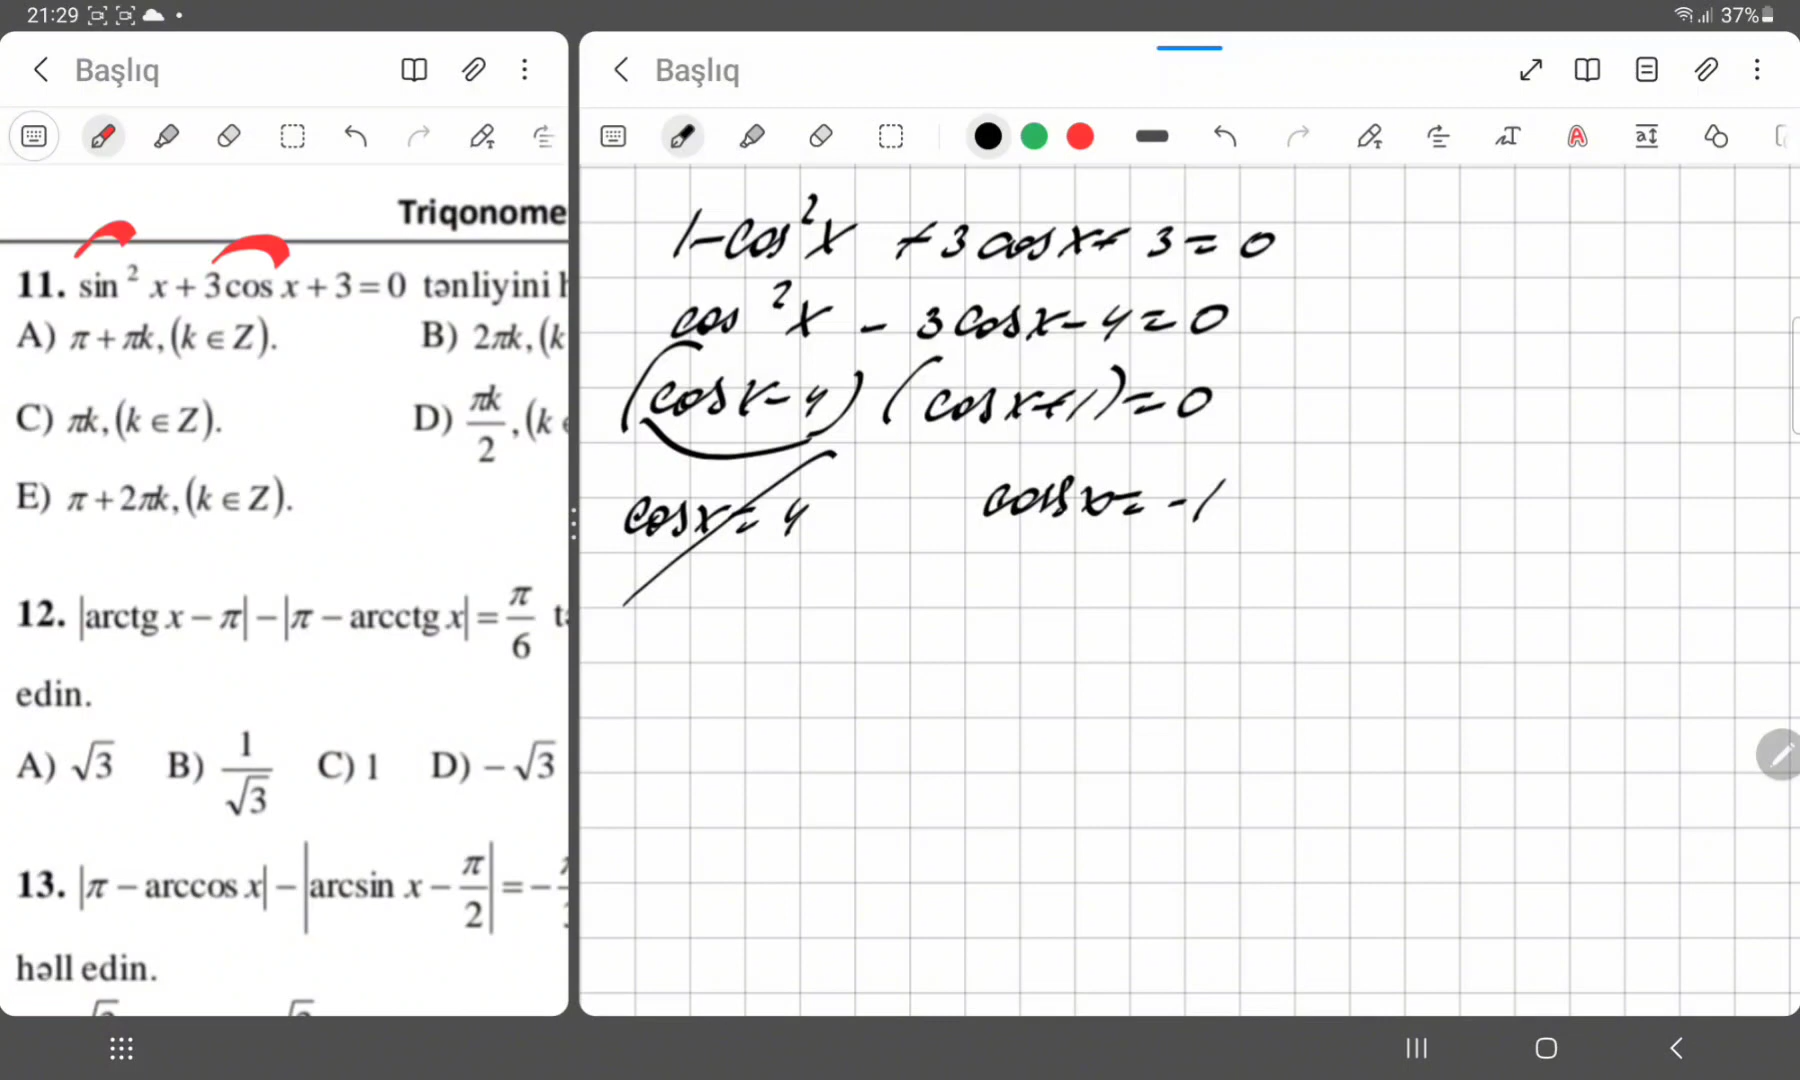 21:29
37%
Başlıq
Triqonome
11. sin² x + 3cos x + 3 = 0 tənliyini
A) π + πk, (k ∈ Z). B) 2πk, (k
C) πk, (k ∈ Z). D) πk/2, (k
E) π + 2πk, (k ∈ Z).
12. |arctg x − π| − |π − arcctg x| = π/6
edin.
A) √3 B) 1/√3 C) 1 D) − √3
13. |π − arccos x| − |arcsin x − π/2| = −
həll edin.
Başlıq
1−cos²x + 3cosx + 3 = 0
cos²x − 3cosx − 4 = 0
(cosx − 4) (cosx + 1) = 0
cosx = 4 cosx = −1